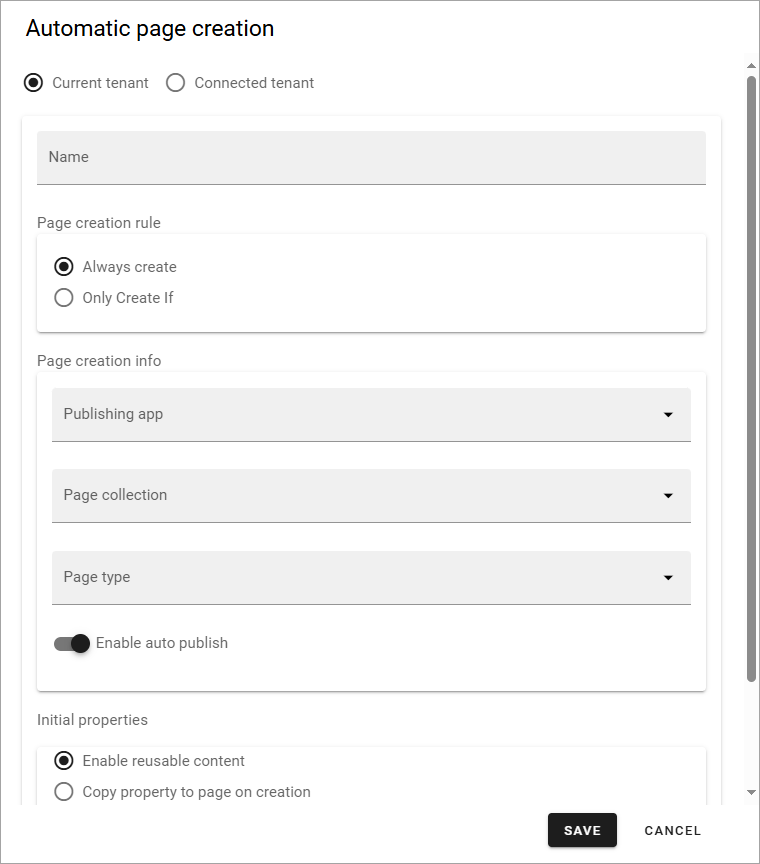 Automatic page creation
Current tenant Connected tenant
Name
Page creation rule
Always create
Only Create If
Page creation info
Publishing app
Page collection
Page type
Enable auto publish
Initial properties
Enable reusable content
Copy property to page on creation
SAVE CANCEL